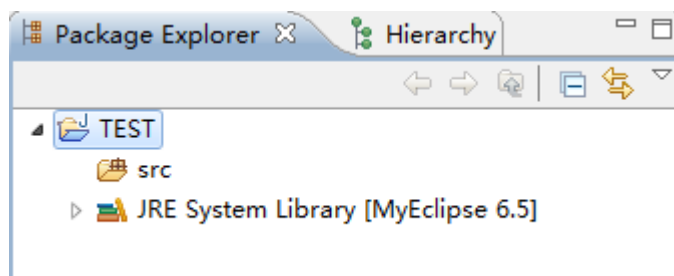 Package Explorer Hierarchy
TEST
src
JRE System Library [MyEclipse 6.5]